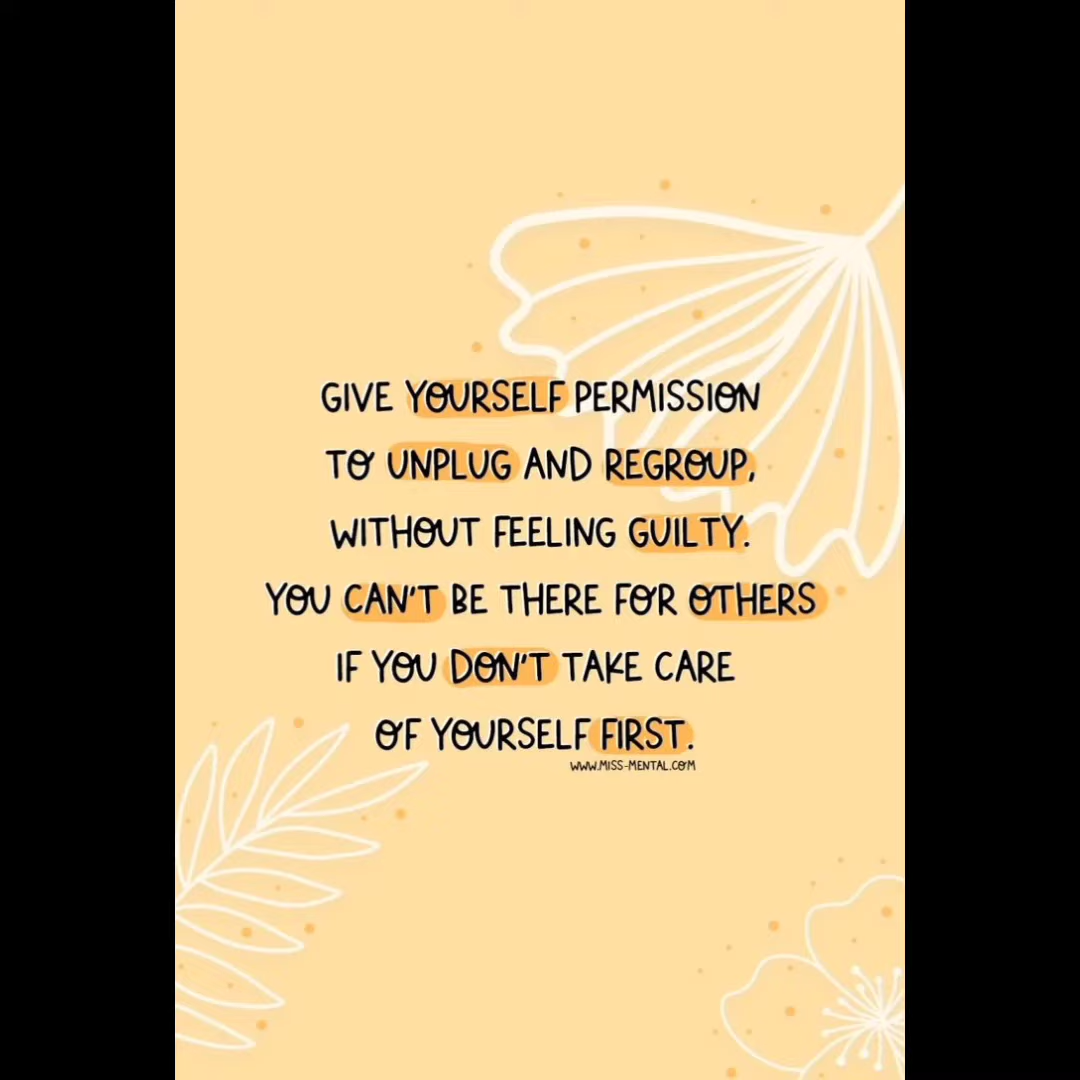 GIVE YOURSELF PERMISSION
TO UNPLUG AND REGROUP,
WITHOUT FEELING GUILTY.
YOU CAN'T BE THERE FOR OTHERS
IF YOU DON'T TAKE CARE
OF YOURSELF FIRST.
WWW.MISS-MENTAL.COM